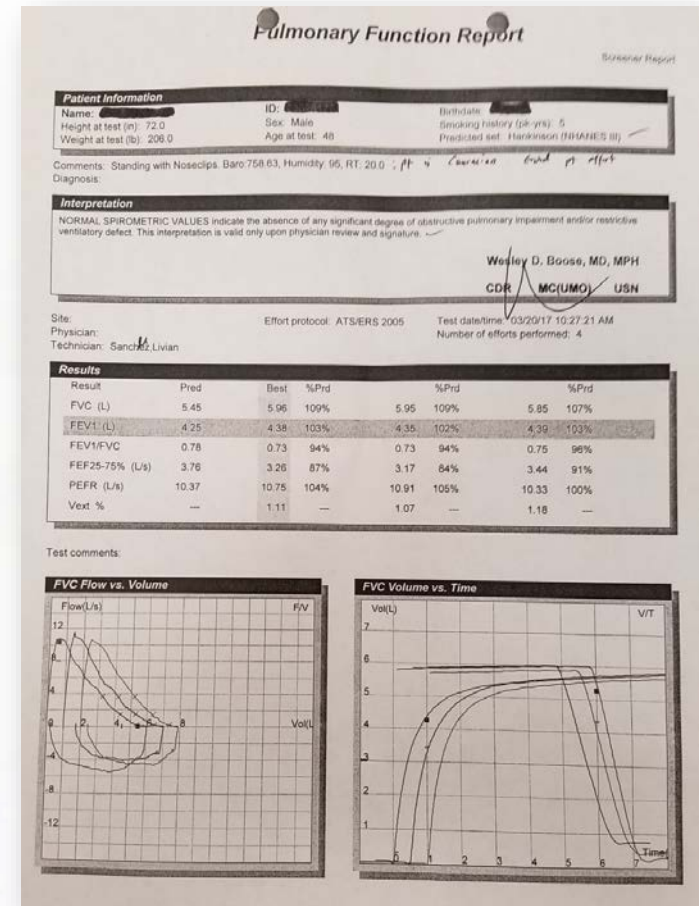 Pulmonary Function Report
Screener Report
Patient Information
Name:
ID:
Birthdate:
Height at test (in): 72.0
Sex: Male
Smoking history (pk-yrs): 5
Weight at test (lb): 206.0
Age at test: 48
Predicted set: Hankinson (NHANES III)
Comments: Standing with Noseclips. Baro:758.63, Humidity: 95, RT: 20.0 ; pt is Caucasian Good pt effort
Diagnosis:
Interpretation
NORMAL SPIROMETRIC VALUES indicate the absence of any significant degree of obstructive pulmonary impairment and/or restrictive
ventilatory defect. This interpretation is valid only upon physician review and signature.
Wesley D. Boose, MD, MPH
CDR MC(UMO) USN
Site:
Effort protocol: ATS/ERS 2005
Test date/time: 03/20/17 10:27:21 AM
Physician:
Number of efforts performed: 4
Technician: Sanchez,Livian
Results
Result Pred Best %Prd %Prd %Prd
FVC (L) 5.45 5.96 109% 5.95 109% 5.85 107%
FEV1 (L) 4.25 4.38 103% 4.35 102% 4.39 103%
FEV1/FVC 0.78 0.73 94% 0.73 94% 0.75 96%
FEF25-75% (L/s) 3.76 3.26 87% 3.17 84% 3.44 91%
PEFR (L/s) 10.37 10.75 104% 10.91 105% 10.33 100%
Vext % --- 1.11 --- 1.07 --- 1.18 ---
Test comments:
FVC Flow vs. Volume
Flow(L/s) F/V
12
8
4
0 2 4 6 8 Vol(L
-4
-8
-12
FVC Volume vs. Time
Vol(L) V/T
7
6
5
4
3
2
1
Time(
0 1 2 3 4 5 6 7